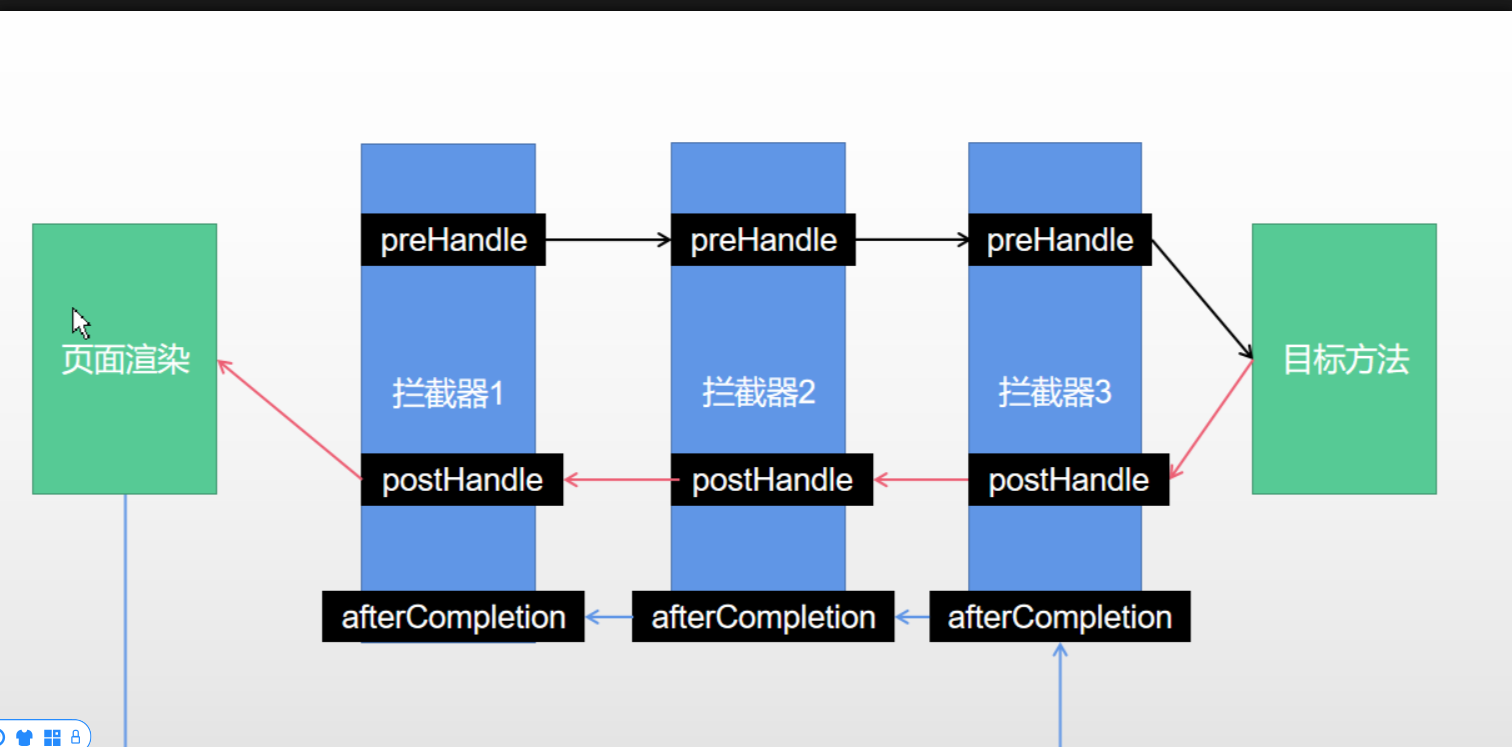 preHandle
preHandle
preHandle
页面渲染
目标方法
拦截器1
拦截器2
拦截器3
postHandle
postHandle
postHandle
afterCompletion
afterCompletion
afterCompletion